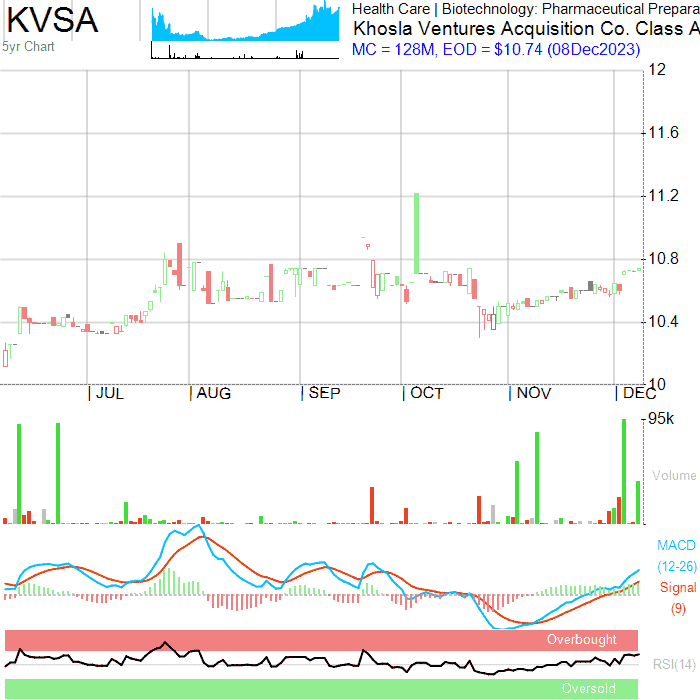 KVSA
5yr Chart
Health Care | Biotechnology: Pharmaceutical Prepara
Khosla Ventures Acquisition Co. Class A
MC = 128M, EOD = $10.74 (08Dec2023)
12
11.6
11.2
10.8
10.4
10
JUL
AUG
SEP
OCT
NOV
DEC
95k
Volume
MACD
(12-26)
Signal
(9)
Overbought
RSI(14)
Oversold